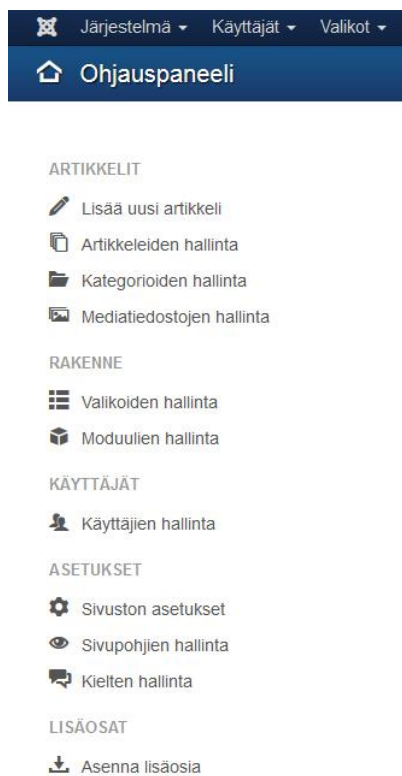 Järjestelmä Käyttäjät Valikot
Ohjauspaneeli
ARTIKKELIT
Lisää uusi artikkeli
Artikkeleiden hallinta
Kategorioiden hallinta
Mediatiedostojen hallinta
RAKENNE
Valikoiden hallinta
Moduulien hallinta
KÄYTTÄJÄT
Käyttäjien hallinta
ASETUKSET
Sivuston asetukset
Sivupohjien hallinta
Kielten hallinta
LISÄOSAT
Asenna lisäosia